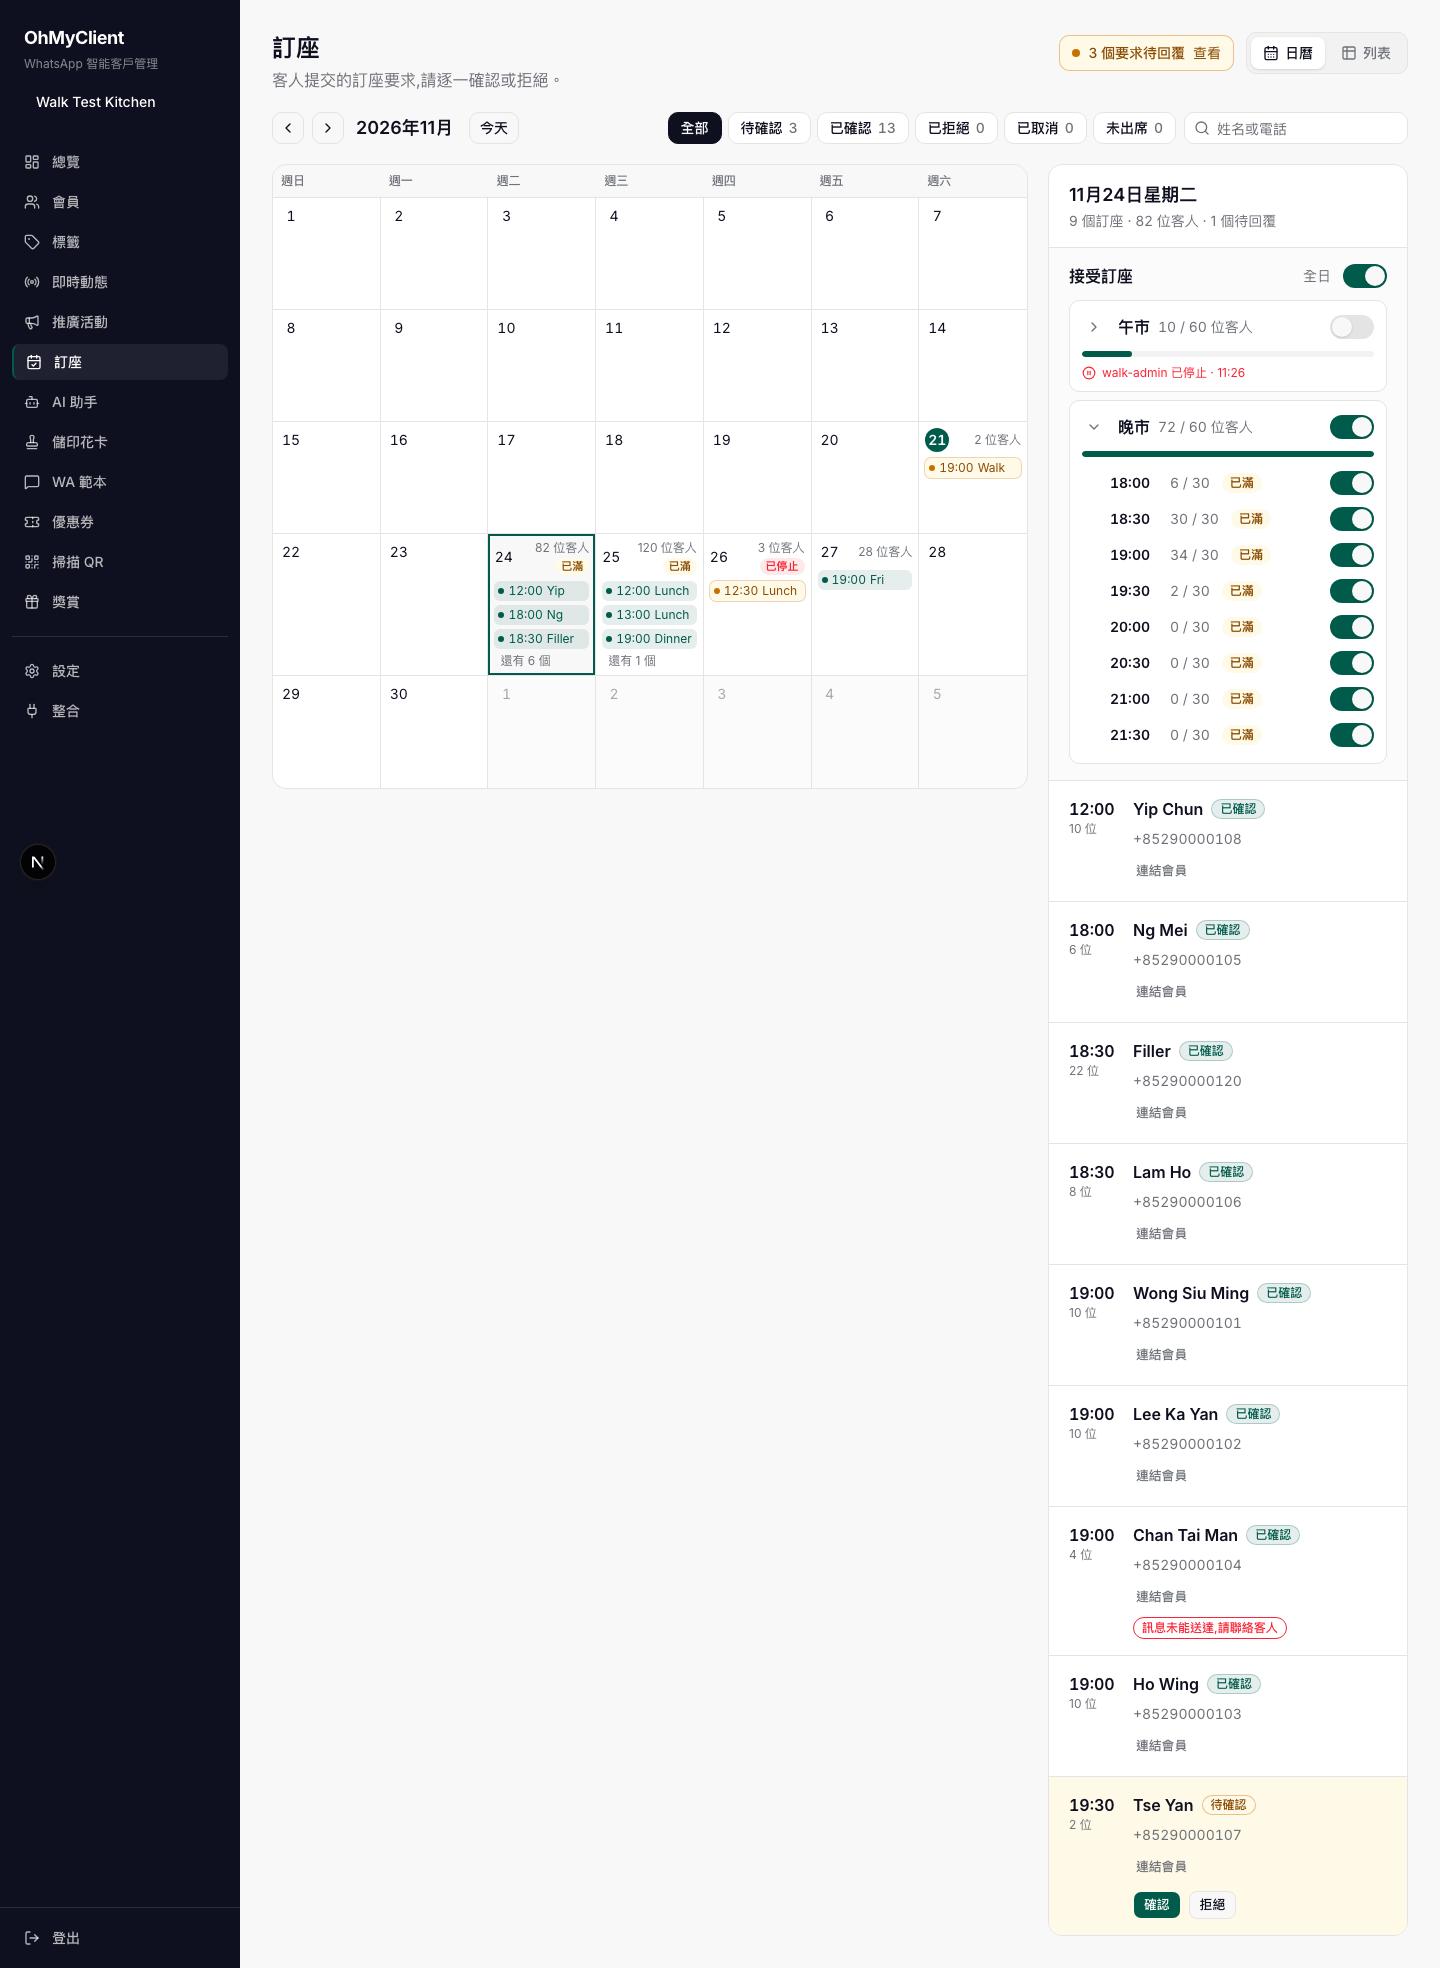 OhMyClient
WhatsApp 智能客戶管理
Walk Test Kitchen
總覽
會員
標籤
即時動態
推廣活動
訂座
AI 助手
儲印花卡
WA 範本
優惠券
掃描 QR
獎賞
設定
整合
N
登出
訂座
客人提交的訂座要求,請逐一確認或拒絕。
3 個要求待回覆 查看
日曆
列表
2026年11月
今天
全部
待確認 3
已確認 13
已拒絕 0
已取消 0
未出席 0
姓名或電話
週日 週一 週二 週三 週四 週五 週六
1 2 3 4 5 6 7
8 9 10 11 12 13 14
15 16 17 18 19 20 21
2 位客人
19:00 Walk
22 23
24
82 位客人
已滿
12:00 Yip
18:00 Ng
18:30 Filler
還有 6 個
25
120 位客人
已滿
12:00 Lunch
13:00 Lunch
19:00 Dinner
還有 1 個
26
3 位客人
已停止
12:30 Lunch
27
28 位客人
19:00 Fri
28
29 30 1 2 3 4 5
11月24日星期二
9 個訂座 · 82 位客人 · 1 個待回覆
接受訂座
全日
午市 10 / 60 位客人
walk-admin 已停止 · 11:26
晚市 72 / 60 位客人
18:00 6 / 30 已滿
18:30 30 / 30 已滿
19:00 34 / 30 已滿
19:30 2 / 30 已滿
20:00 0 / 30 已滿
20:30 0 / 30 已滿
21:00 0 / 30 已滿
21:30 0 / 30 已滿
12:00 Yip Chun 已確認
10 位
+85290000108
連結會員
18:00 Ng Mei 已確認
6 位
+85290000105
連結會員
18:30 Filler 已確認
22 位
+85290000120
連結會員
18:30 Lam Ho 已確認
8 位
+85290000106
連結會員
19:00 Wong Siu Ming 已確認
10 位
+85290000101
連結會員
19:00 Lee Ka Yan 已確認
10 位
+85290000102
連結會員
19:00 Chan Tai Man 已確認
4 位
+85290000104
連結會員
訊息未能送達,請聯絡客人
19:00 Ho Wing 已確認
10 位
+85290000103
連結會員
19:30 Tse Yan 待確認
2 位
+85290000107
連結會員
確認
拒絕